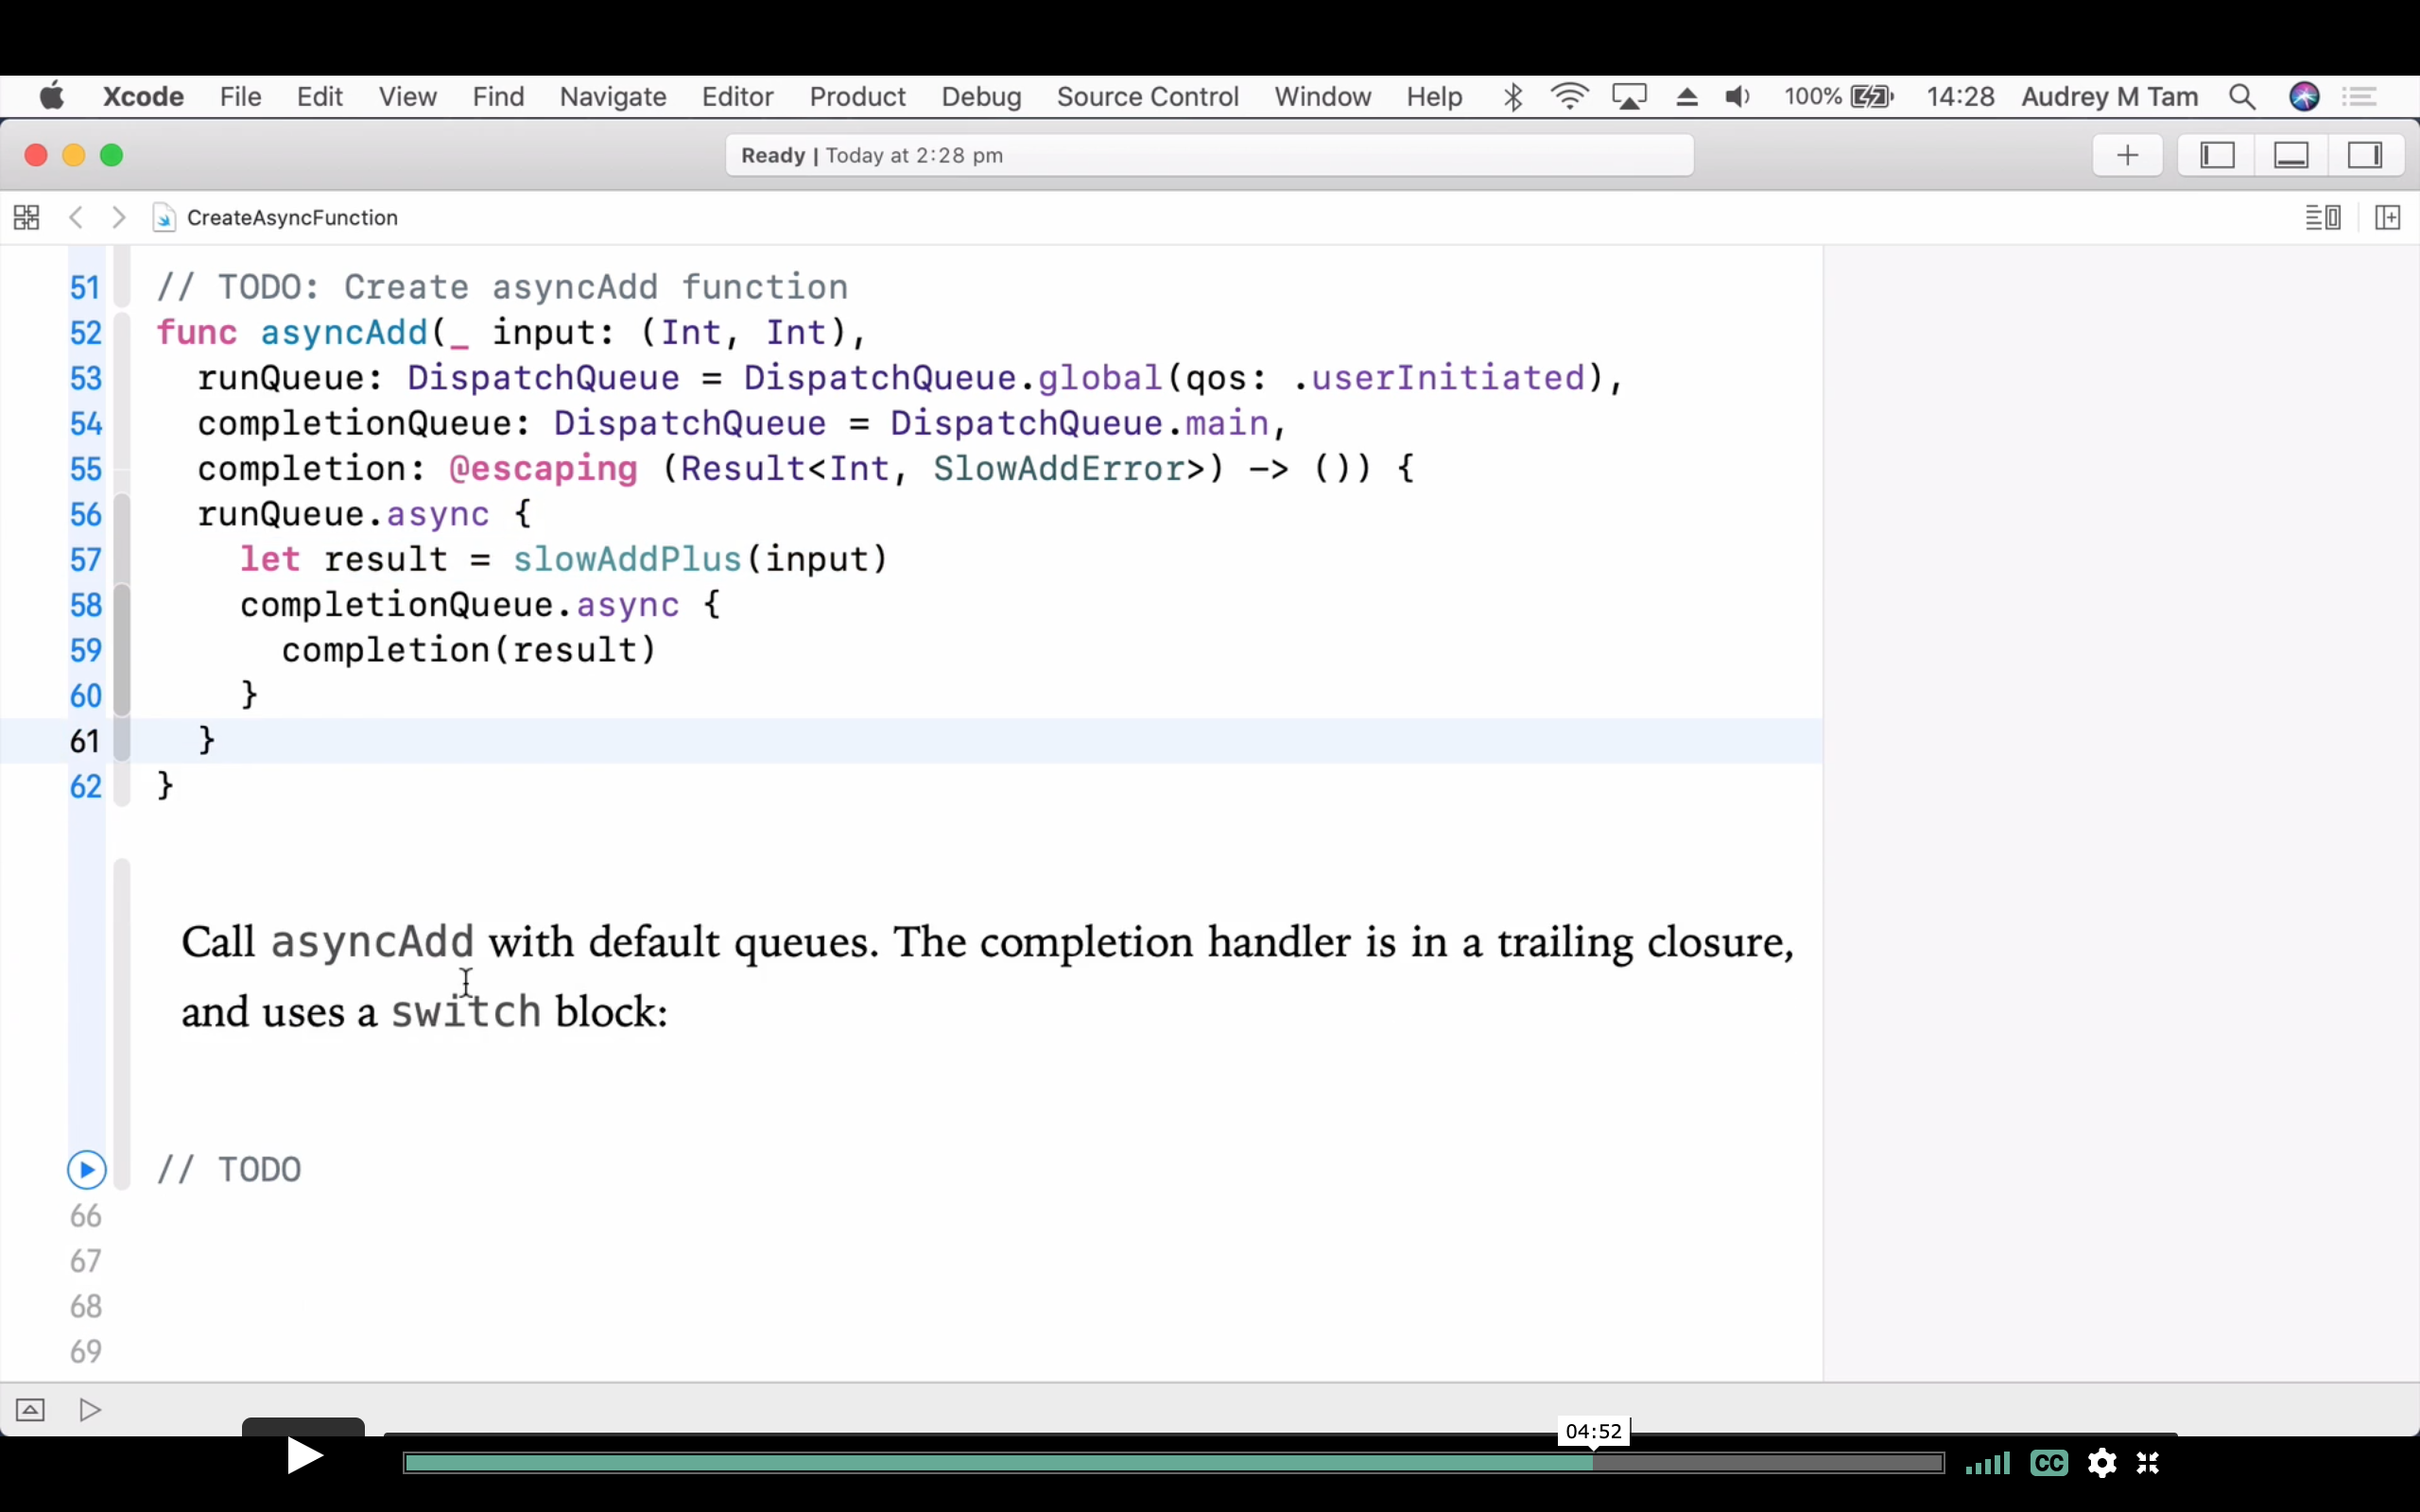 Xcode File Edit View Find Navigate Editor Product Debug Source Control Window Help 100% 14:28 Audrey M Tam
Ready | Today at 2:28 pm
CreateAsyncFunction
51 // TODO: Create asyncAdd function
52 func asyncAdd(_ input: (Int, Int),
53 runQueue: DispatchQueue = DispatchQueue.global(qos: .userInitiated),
54 completionQueue: DispatchQueue = DispatchQueue.main,
55 completion: @escaping (Result<Int, SlowAddError>) -> ()) {
56 runQueue.async {
57 let result = slowAddPlus(input)
58 completionQueue.async {
59 completion(result)
60 }
61 }
62 }
Call asyncAdd with default queues. The completion handler is in a trailing closure,
and uses a switch block:
// TODO
66
67
68
69
04:52
CC